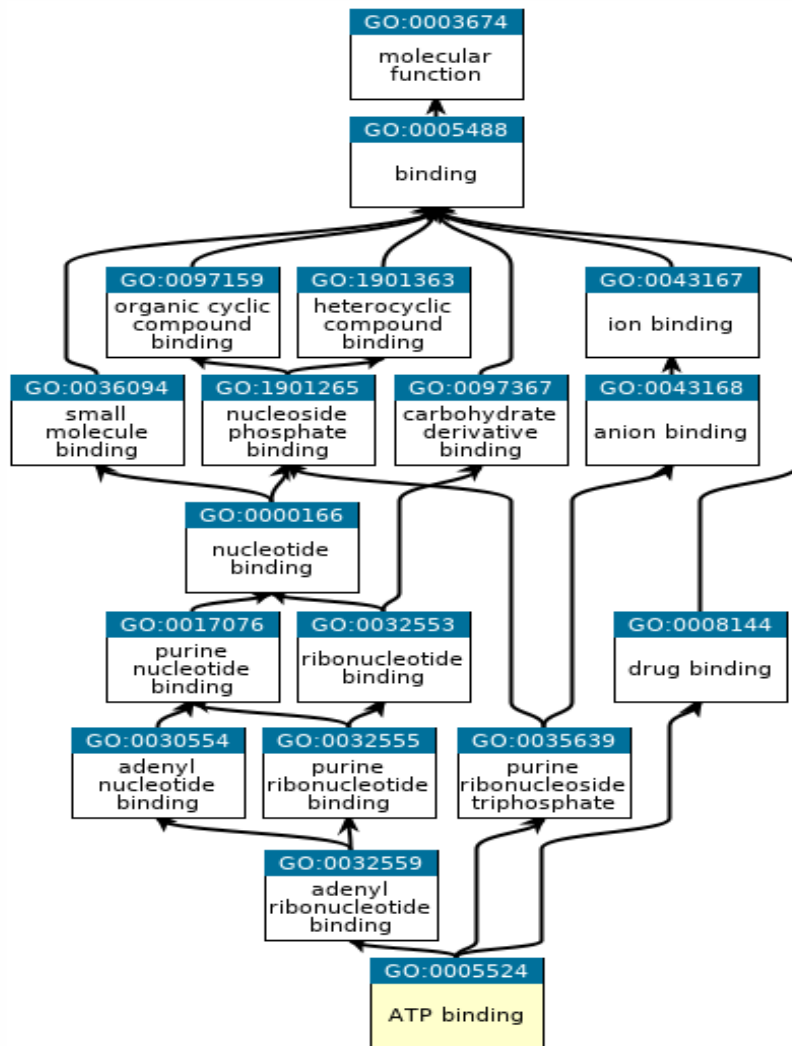 GO:0003674
molecular
function
GO:0005488
binding
GO:0097159
organic cyclic
compound
binding
GO:1901363
heterocyclic
compound
binding
GO:0043167
ion binding
GO:0036094
small
molecule
binding
GO:1901265
nucleoside
phosphate
binding
GO:0097367
carbohydrate
derivative
binding
GO:0043168
anion binding
GO:0000166
nucleotide
binding
GO:0017076
purine
nucleotide
binding
GO:0032553
ribonucleotide
binding
GO:0008144
drug binding
GO:0030554
adenyl
nucleotide
binding
GO:0032555
purine
ribonucleotide
binding
GO:0035639
purine
ribonucleoside
triphosphate
GO:0032559
adenyl
ribonucleotide
binding
GO:0005524
ATP binding